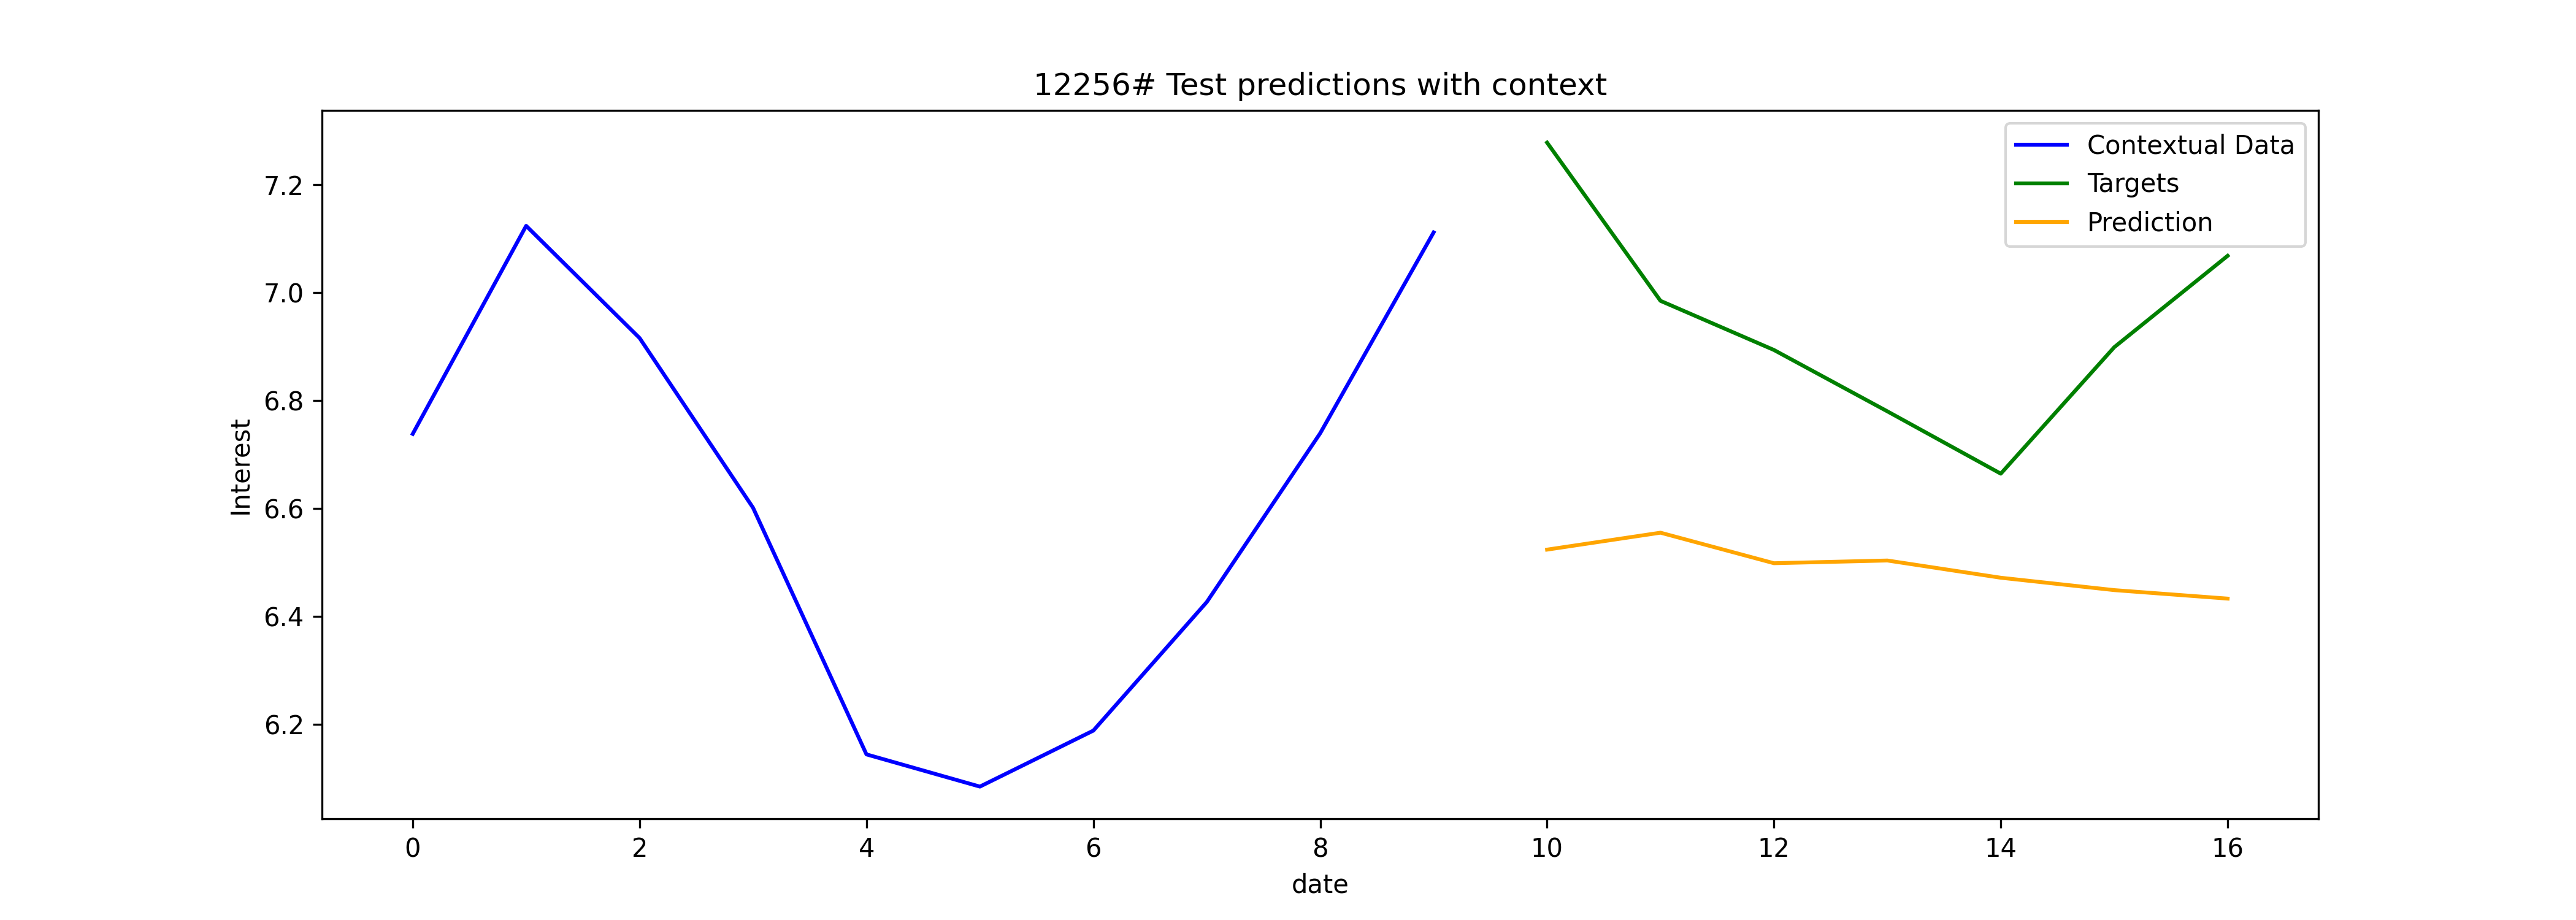 12256# Test predictions with context
Contextual Data
Targets
Prediction
7.2
7.0
6.8
6.6
6.4
6.2
Interest
0 2 4 6 8 10 12 14 16
date